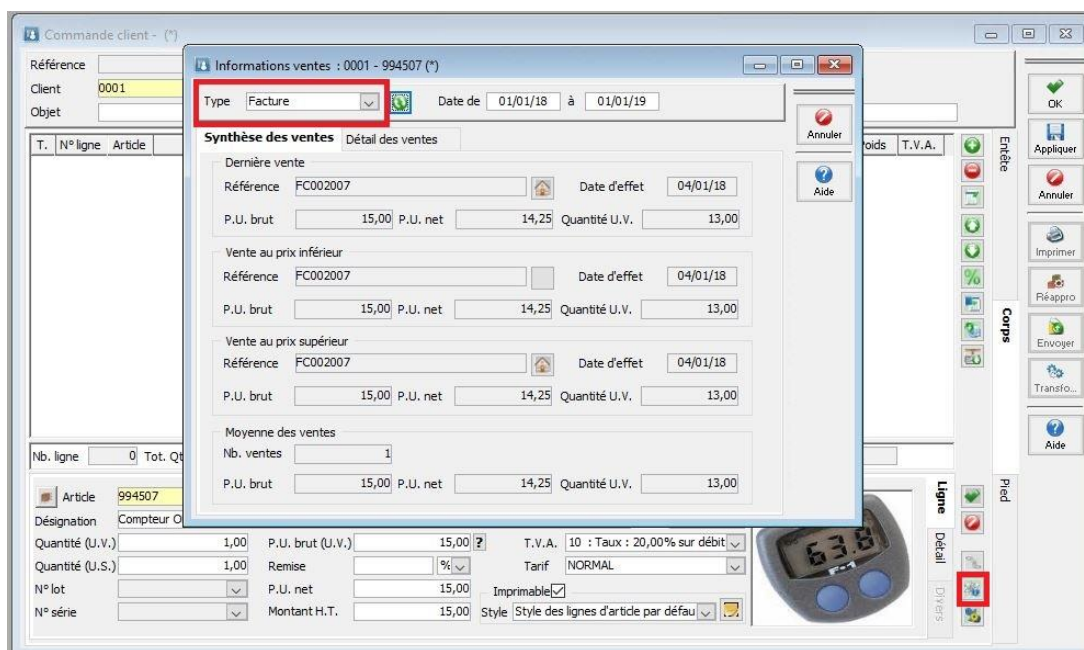 Commande client - (*)
Référence
Client 0001
Objet
T. N° ligne Article
Poids T.V.A.
Nb. ligne 0 Tot. Qt
Informations ventes : 0001 - 994507 (*)
Type Facture Date de 01/01/18 à 01/01/19
Synthèse des ventes Détail des ventes
Dernière vente
Référence FC002007 Date d'effet 04/01/18
P.U. brut 15,00 P.U. net 14,25 Quantité U.V. 13,00
Vente au prix inférieur
Référence FC002007 Date d'effet 04/01/18
P.U. brut 15,00 P.U. net 14,25 Quantité U.V. 13,00
Vente au prix supérieur
Référence FC002007 Date d'effet 04/01/18
P.U. brut 15,00 P.U. net 14,25 Quantité U.V. 13,00
Moyenne des ventes
Nb. ventes 1
P.U. brut 15,00 P.U. net 14,25 Quantité U.V. 13,00
Annuler
Aide
Article 994507
Désignation Compteur O
Quantité (U.V.) 1,00 P.U. brut (U.V.) 15,00 ? T.V.A. 10 : Taux : 20,00% sur débit
Quantité (U.S.) 1,00 Remise % Tarif NORMAL
N° lot P.U. net 15,00 Imprimable
N° série Montant H.T. 15,00 Style Style des lignes d'article par défau
63.8
F-1
Ligne
Détail
Divers
Entête
Corps
Pied
OK
Appliquer
Annuler
Imprimer
Réappro
Envoyer
Transfo...
Aide